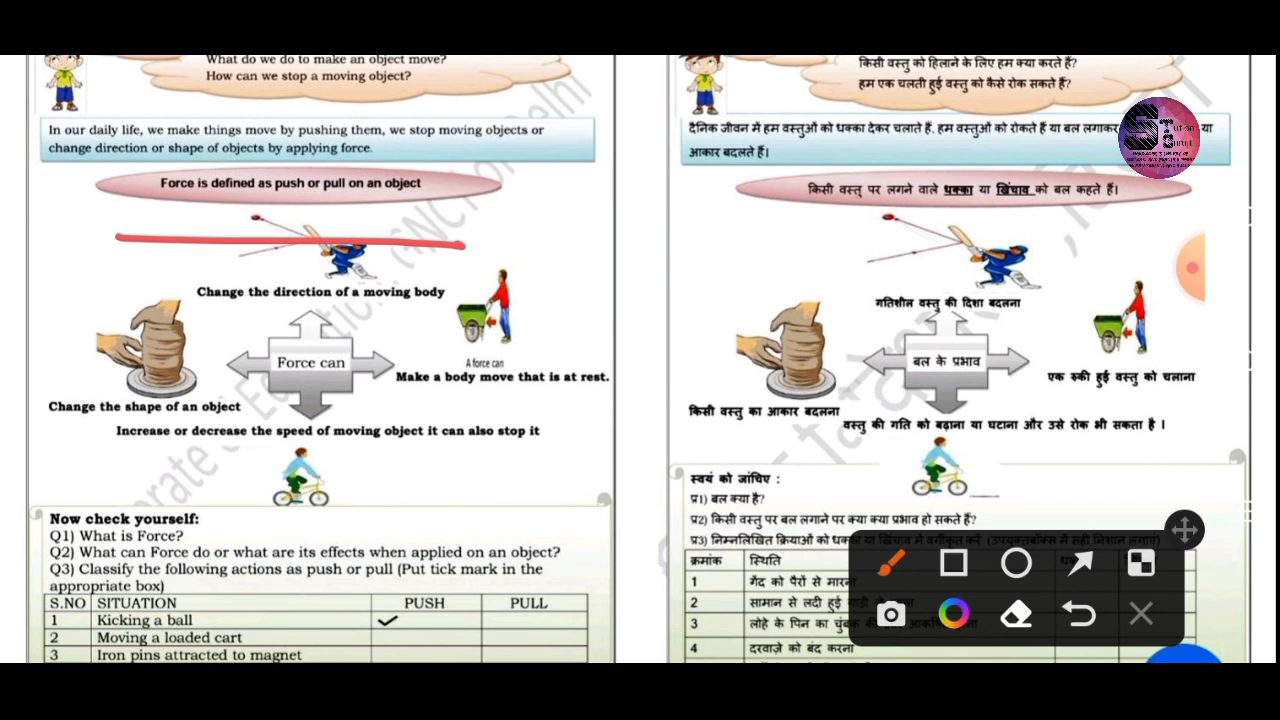 What do we do to make an object move?
How can we stop a moving object?
In our daily life, we make things move by pushing them, we stop moving objects or
change direction or shape of objects by applying force.
Force is defined as push or pull on an object
Change the direction of a moving body
Force can
A force can
Make a body move that is at rest.
Change the shape of an object
Increase or decrease the speed of moving object it can also stop it
Now check yourself:
Q1) What is Force?
Q2) What can Force do or what are its effects when applied on an object?
Q3) Classify the following actions as push or pull (Put tick mark in the
appropriate box)
S.NO SITUATION PUSH PULL
1 Kicking a ball ✓
2 Moving a loaded cart
3 Iron pins attracted to magnet
किसी वस्तु को हिलाने के लिए हम क्या करते हैं?
हम एक चलती हुई वस्तु को कैसे रोक सकते हैं?
दैनिक जीवन में हम वस्तुओं को धक्का देकर चलाते हैं. हम वस्तुओं को रोकते हैं या बल लगाकर या
आकार बदलते हैं।
किसी वस्तु पर लगने वाले धक्का या खिंचाव को बल कहते हैं।
गतिशील वस्तु की दिशा बदलना
बल के प्रभाव
एक रुकी हुई वस्तु को चलाना
किसी वस्तु का आकार बदलना
वस्तु की गति को बढ़ाना या घटाना और उसे रोक भी सकता है ।
स्वयं को जांचिए :
प्र1) बल क्या है?
प्र2) किसी वस्तु पर बल लगाने पर क्या क्या प्रभाव हो सकते हैं?
प्र3) निम्नलिखित क्रियाओं को धक्का या खिंचाव में वर्गीकृत करें
क्रमांक स्थिति
1 गेंद को पैरों से मारना
2 सामान से लदी हुई
3 लोहे के पिन का चुंबक
4 दरवाज़े को बंद करना